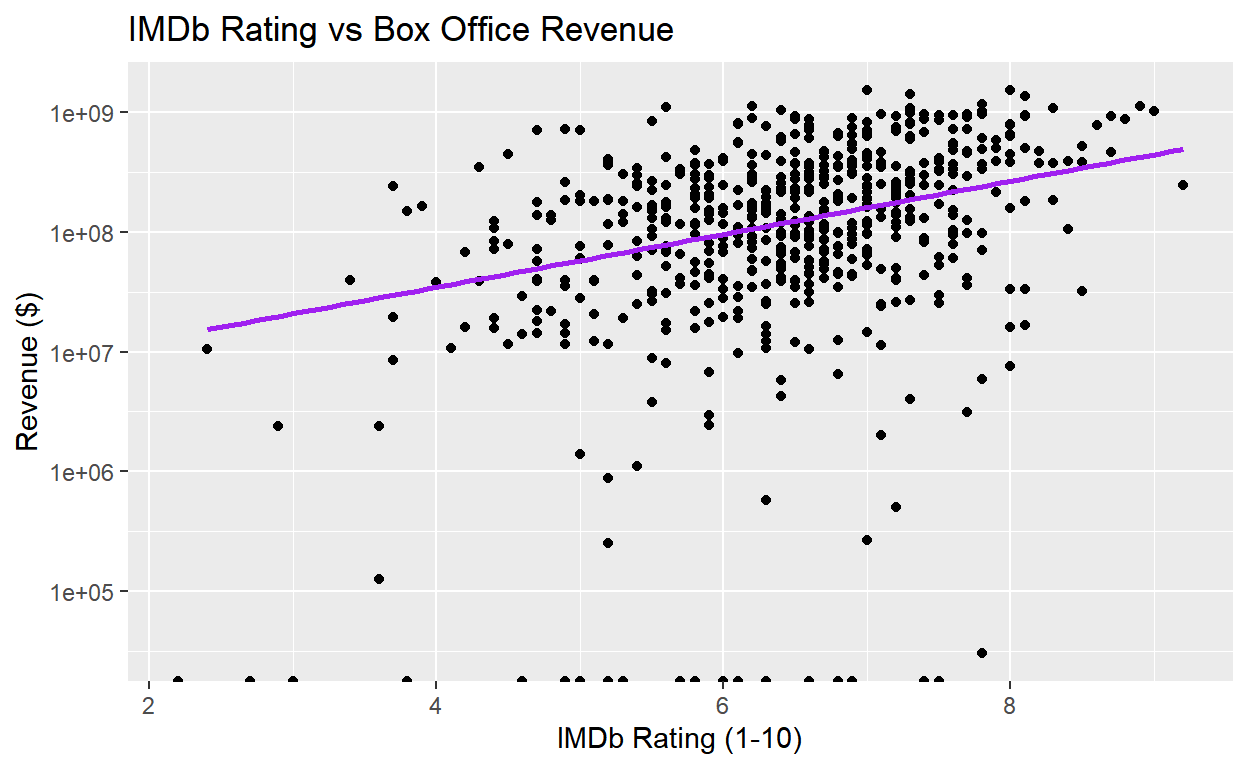 IMDb Rating vs Box Office Revenue
Revenue ($)
1e+09
1e+08
1e+07
1e+06
1e+05
2 4 6 8
IMDb Rating (1-10)